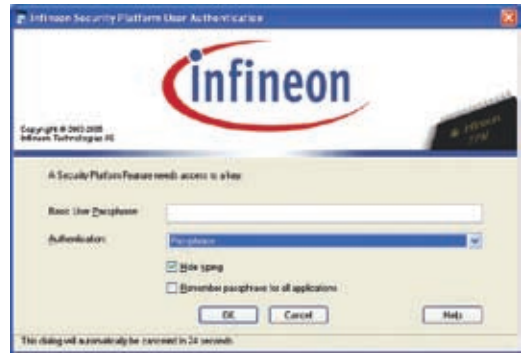 Infineon Security Platform User Authentication
infineon
Copyright © 2003-2005
Infineon Technologies AG
Infineon
TPM
A Security Platform Feature needs access to a key.
Basic User Passphrase
Authentication:
Passphrase
Hide typing
Remember passphrase for all applications
OK
Cancel
Help
This dialog will automatically be canceled in 24 seconds